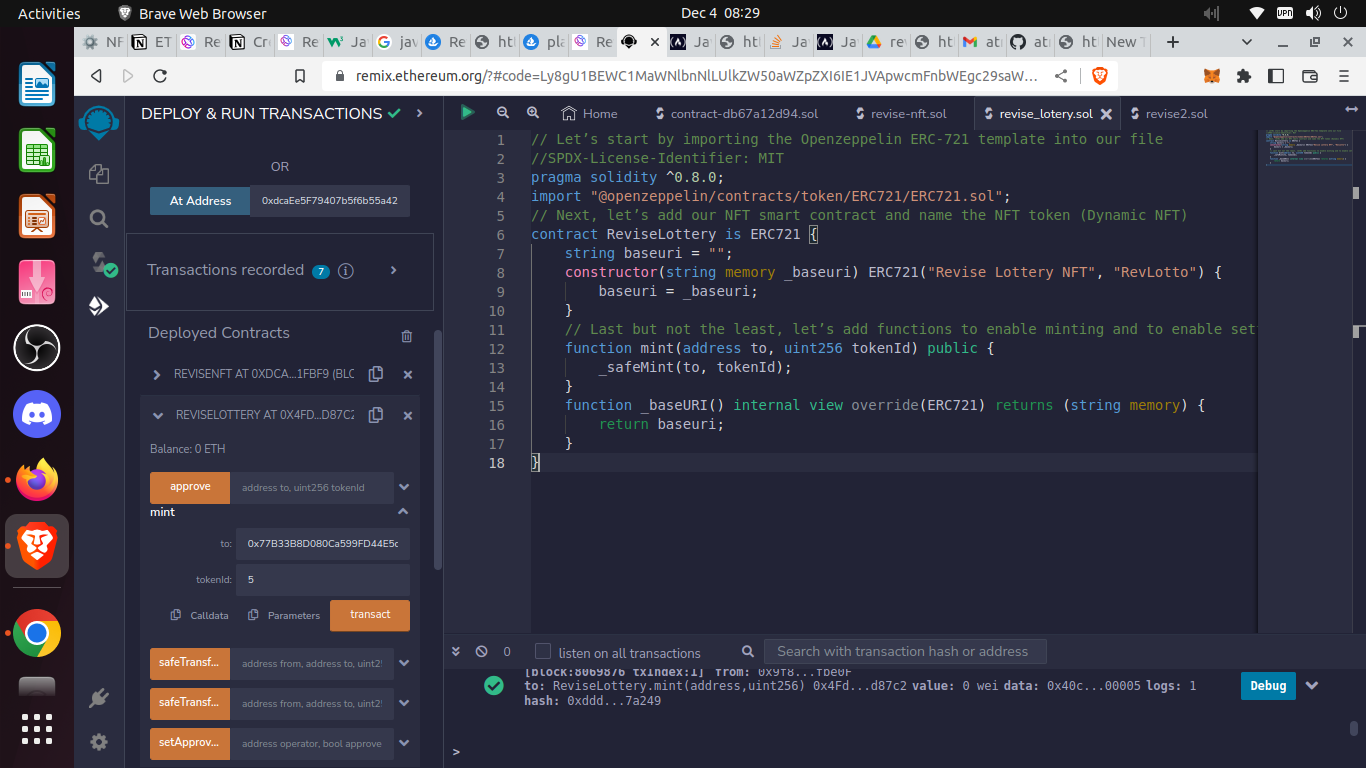 Activities
Brave Web Browser
Dec 4 08:29
VPN
NF
ET
Re
Cr
Re
Ja
jav
Re
htt
pla
Re
Ja
htt
Ja
Ja
rev
htt
atı
atı
htt
New T
remix.ethereum.org/?#code=Ly8gU1BEWC1MaWNlbnNlLUlkZW50aWZpZXI6IE1JVApwcmFnbWEgc29saW...
DEPLOY & RUN TRANSACTIONS
OR
At Address
0xdcaEe5F79407b5f6b55a42
Transactions recorded 7 i
Deployed Contracts
REVISENFT AT 0XDCA...1FBF9 (BLC
REVISELOTTERY AT 0X4FD...D87C2
Balance: 0 ETH
approve
address to, uint256 tokenId
mint
to:
0x77B33B8D080Ca599FD44E5c
tokenId:
5
Calldata
Parameters
transact
safeTransf...
address from, address to, uint25
safeTransf...
address from, address to, uint25
setApprov...
address operator, bool approve
Home
contract-db67a12d94.sol
revise-nft.sol
revise_lotery.sol
revise2.sol
1 // Let’s start by importing the Openzeppelin ERC-721 template into our file
2 //SPDX-License-Identifier: MIT
3 pragma solidity ^0.8.0;
4 import "@openzeppelin/contracts/token/ERC721/ERC721.sol";
5 // Next, let’s add our NFT smart contract and name the NFT token (Dynamic NFT)
6 contract ReviseLottery is ERC721 {
7 string baseuri = "";
8 constructor(string memory _baseuri) ERC721("Revise Lottery NFT", "RevLotto") {
9 baseuri = _baseuri;
10 }
11 // Last but not the least, let’s add functions to enable minting and to enable set
12 function mint(address to, uint256 tokenId) public {
13 _safeMint(to, tokenId);
14 }
15 function _baseURI() internal view override(ERC721) returns (string memory) {
16 return baseuri;
17 }
18 }
0
listen on all transactions
Search with transaction hash or address
[block:8069876 txIndex:1] from: 0x9f8...fbe0F
to: ReviseLottery.mint(address,uint256) 0x4Fd...d87c2 value: 0 wei data: 0x40c...00005 logs: 1
hash: 0xddd...7a249
Debug
>